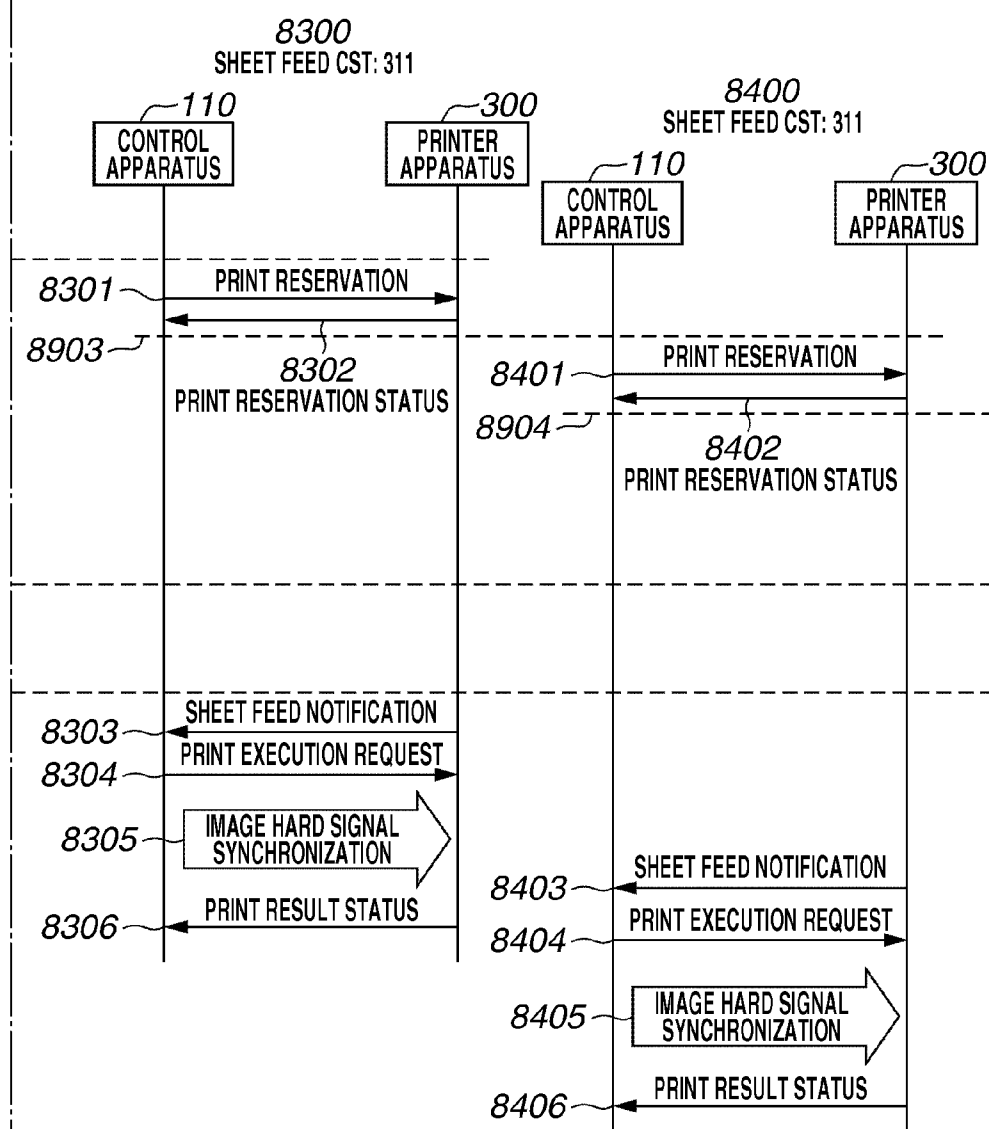 8300
SHEET FEED CST: 311
110
CONTROL
APPARATUS
300
PRINTER
APPARATUS
8400
SHEET FEED CST: 311
110
CONTROL
APPARATUS
300
PRINTER
APPARATUS
8301
PRINT RESERVATION
8903
8302
PRINT RESERVATION STATUS
8401
PRINT RESERVATION
8904
8402
PRINT RESERVATION STATUS
8303
SHEET FEED NOTIFICATION
8304
PRINT EXECUTION REQUEST
8305
IMAGE HARD SIGNAL
SYNCHRONIZATION
8306
PRINT RESULT STATUS
8403
SHEET FEED NOTIFICATION
8404
PRINT EXECUTION REQUEST
8405
IMAGE HARD SIGNAL
SYNCHRONIZATION
8406
PRINT RESULT STATUS